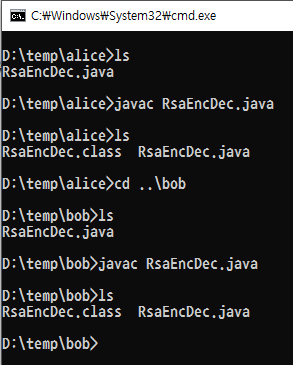 C:₩Windows₩System32₩cmd.exe
D:₩temp₩alice>ls
RsaEncDec.java
D:₩temp₩alice>javac RsaEncDec.java
D:₩temp₩alice>ls
RsaEncDec.class  RsaEncDec.java
D:₩temp₩alice>cd ..₩bob
D:₩temp₩bob>ls
RsaEncDec.java
D:₩temp₩bob>javac RsaEncDec.java
D:₩temp₩bob>ls
RsaEncDec.class  RsaEncDec.java
D:₩temp₩bob>